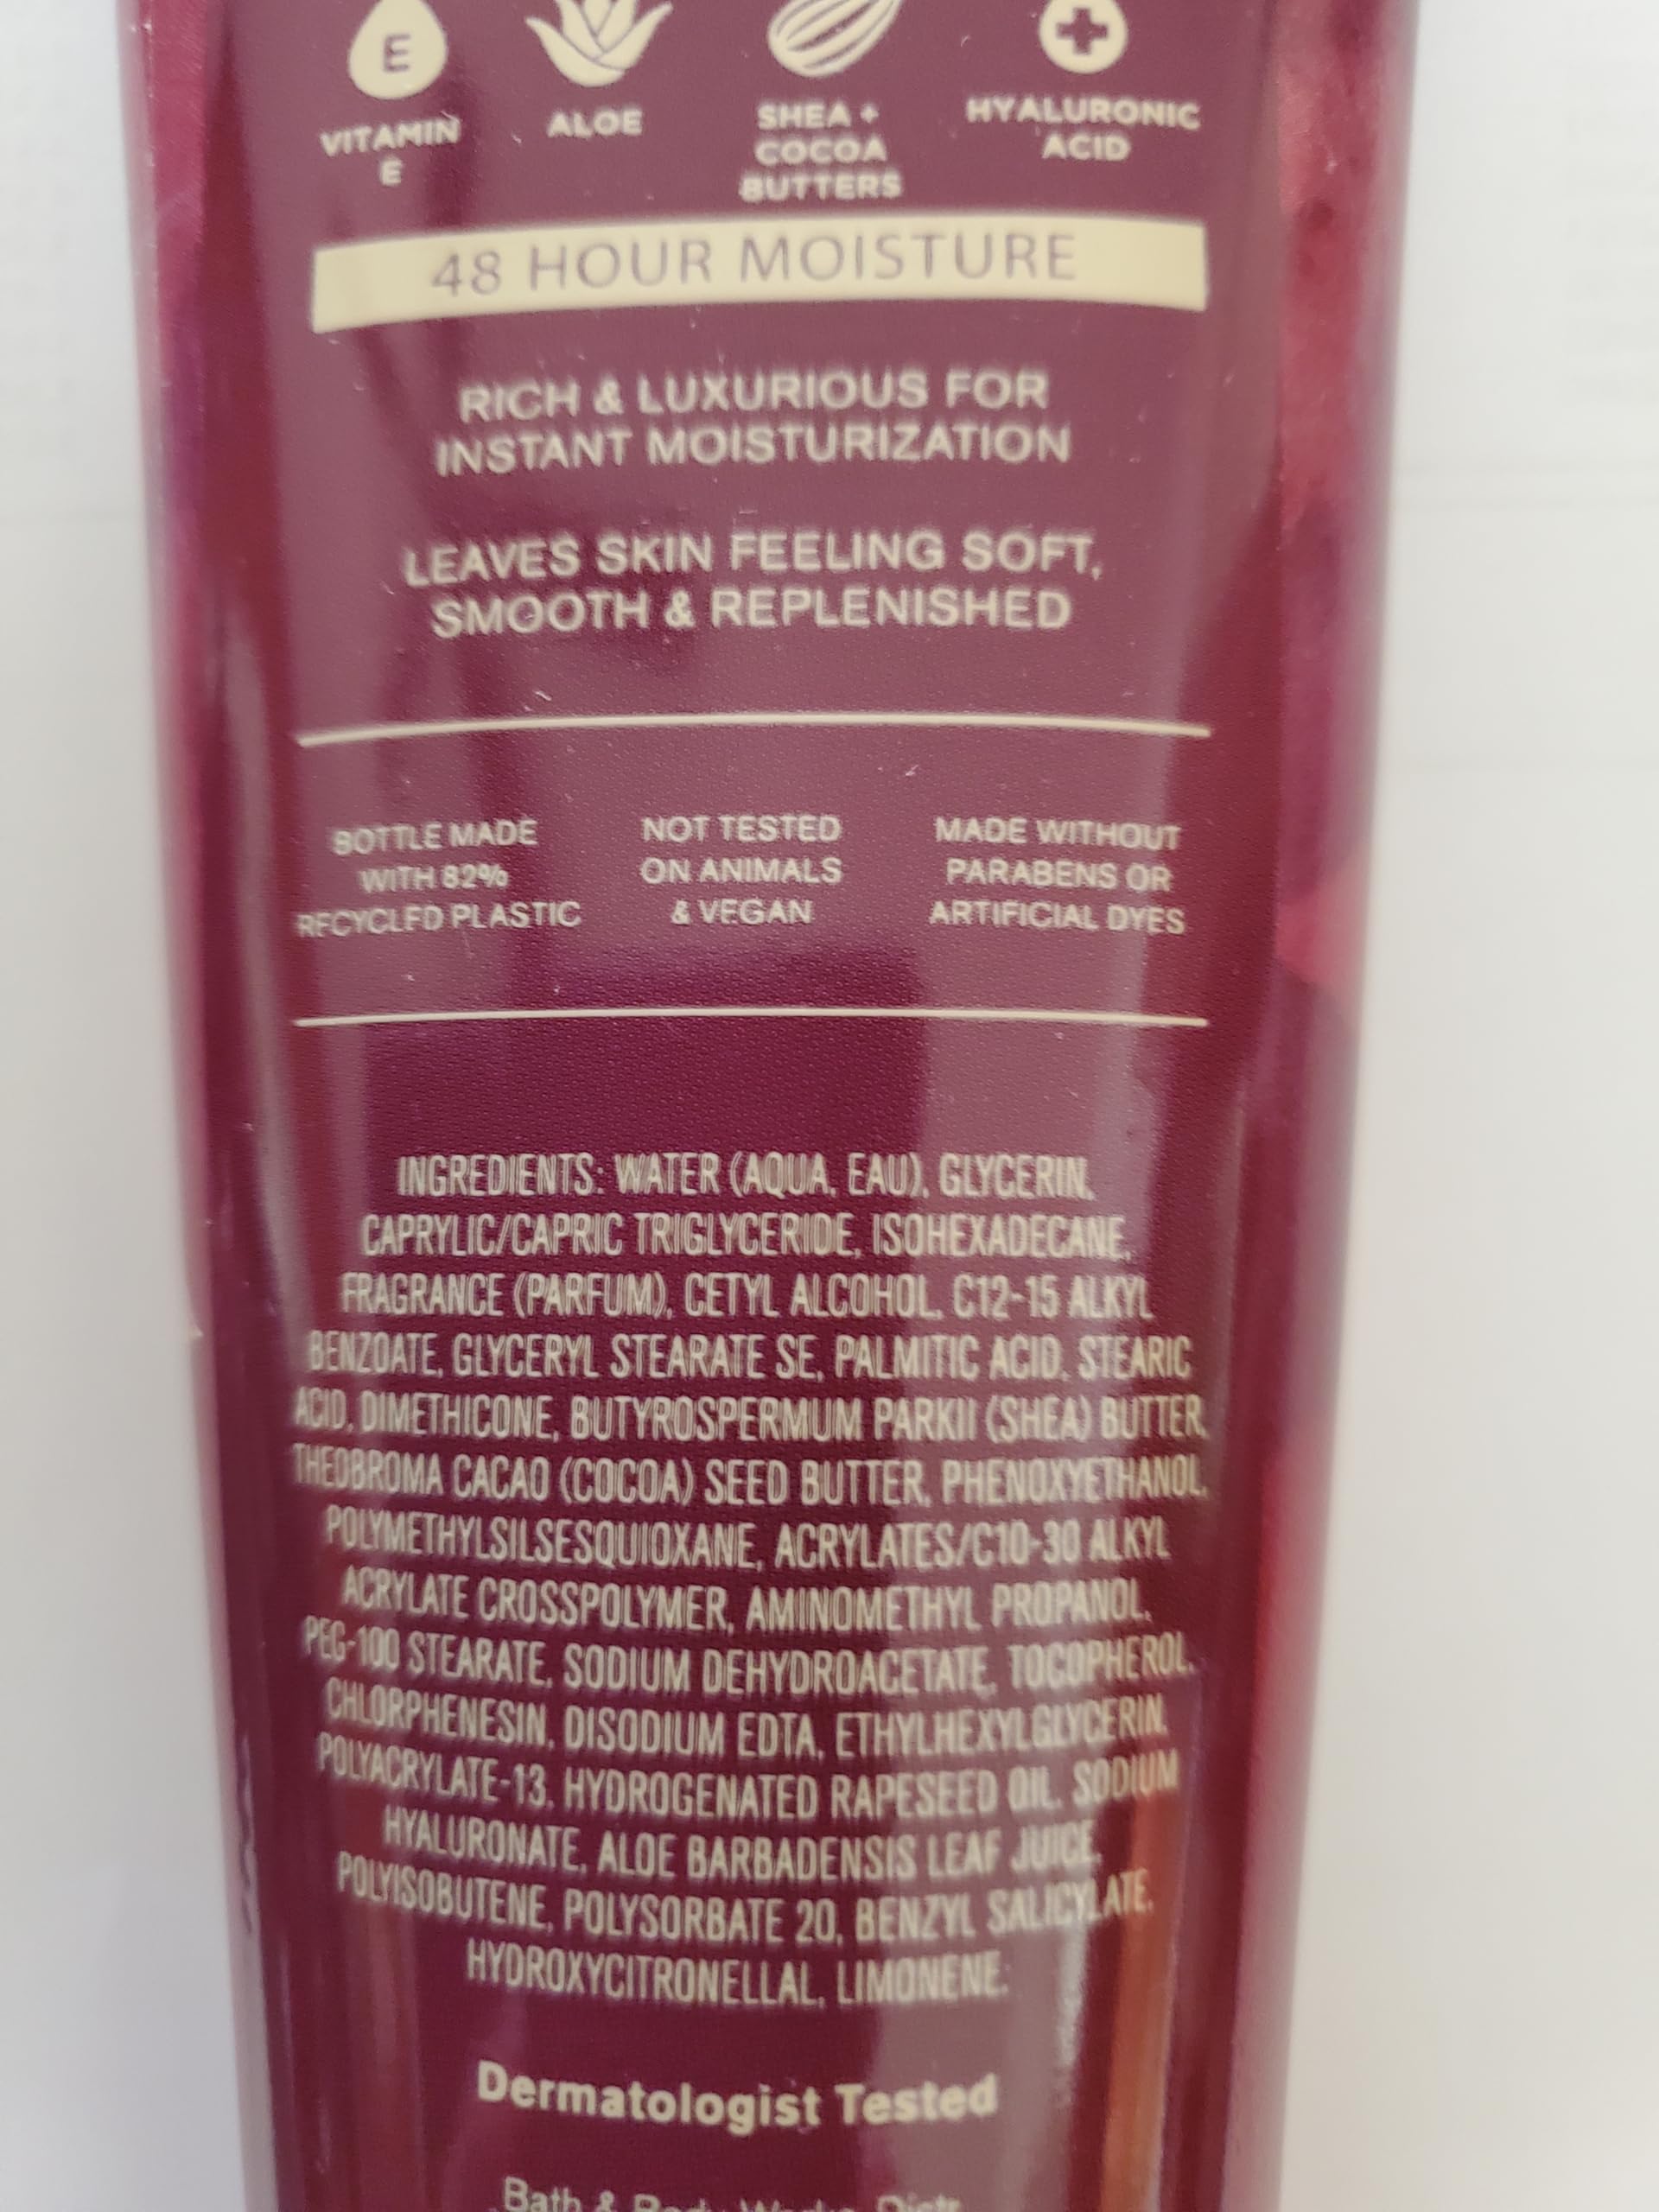 E
VITAMIN
E
ALOE
SHEA +
COCOA
BUTTERS
HYALURONIC
ACID
48 HOUR MOISTURE
RICH & LUXURIOUS FOR
INSTANT MOISTURIZATION
LEAVES SKIN FEELING SOFT,
SMOOTH & REPLENISHED
BOTTLE MADE
WITH 82%
RECYCLED PLASTIC
NOT TESTED
ON ANIMALS
& VEGAN
MADE WITHOUT
PARABENS OR
ARTIFICIAL DYES
INGREDIENTS: WATER (AQUA, EAU), GLYCERIN,
CAPRYLIC/CAPRIC TRIGLYCERIDE, ISOHEXADECANE,
FRAGRANCE (PARFUM), CETYL ALCOHOL, C12-15 ALKYL
BENZOATE, GLYCERYL STEARATE SE, PALMITIC ACID, STEARIC
ACID, DIMETHICONE, BUTYROSPERMUM PARKII (SHEA) BUTTER,
THEOBROMA CACAO (COCOA) SEED BUTTER, PHENOXYETHANOL,
POLYMETHYLSILSESQUIOXANE, ACRYLATES/C10-30 ALKYL
ACRYLATE CROSSPOLYMER, AMINOMETHYL PROPANOL,
PEG-100 STEARATE, SODIUM DEHYDROACETATE, TOCOPHEROL,
CHLORPHENESIN, DISODIUM EDTA, ETHYLHEXYLGLYCERIN,
POLYACRYLATE-13, HYDROGENATED RAPESEED OIL, SODIUM
HYALURONATE, ALOE BARBADENSIS LEAF JUICE,
POLYISOBUTENE, POLYSORBATE 20, BENZYL SALICYLATE,
HYDROXYCITRONELLAL, LIMONENE.
Dermatologist Tested
Bath & Body Works, Distr.